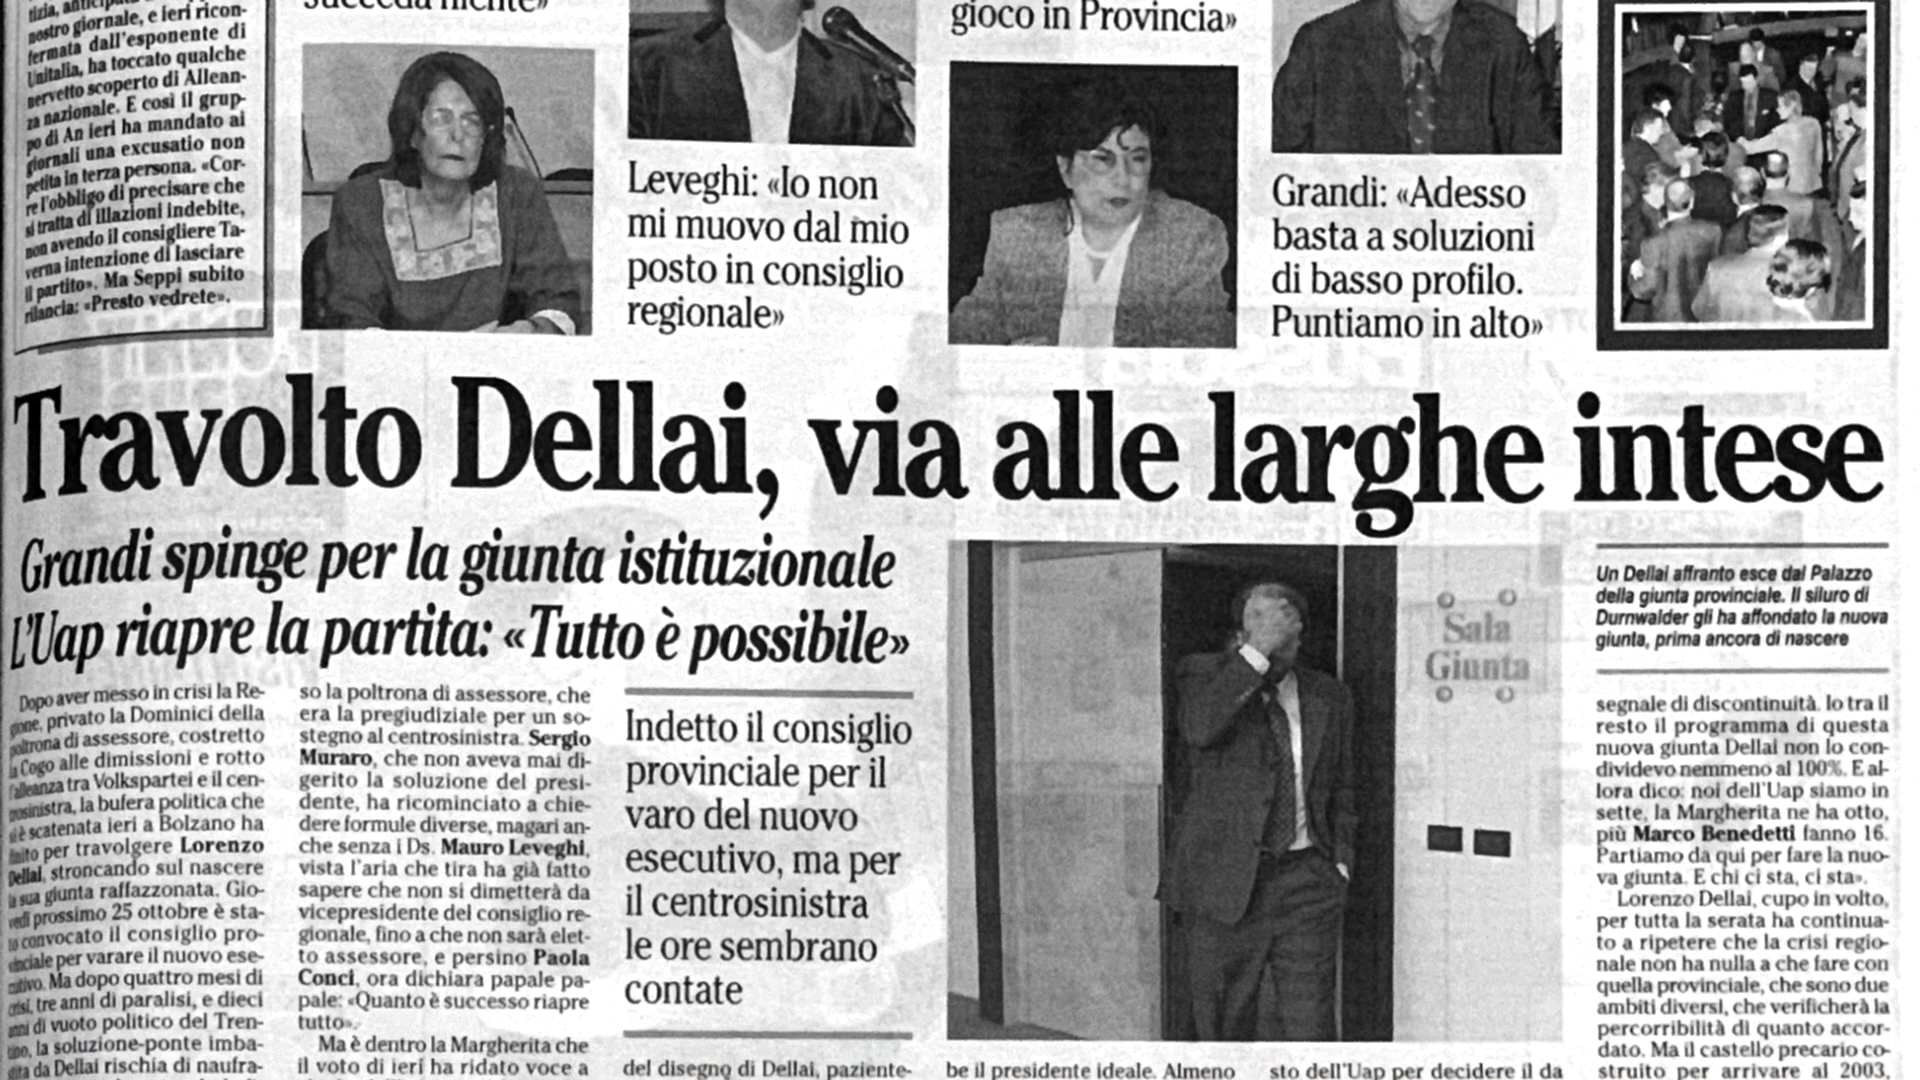 tizia, anticipata
nostro giornale, e ieri ricon-
fermata dall'esponente di
Unitalia, ha toccato qualche
nervetto scoperto di Allean-
za nazionale. E così il grup-
po di An ieri ha mandato ai
giornali una excusatio non
petita in terza persona. «Cor-
re l'obbligo di precisare che
si tratta di illazioni indebite,
non avendo il consigliere Ta-
verna intenzione di lasciare
il partito». Ma Seppi subito
rilancia: «Presto vedrete».
succeda niente»
Leveghi: «Io non
mi muovo dal mio
posto in consiglio
regionale»
gioco in Provincia»
Grandi: «Adesso
basta a soluzioni
di basso profilo.
Puntiamo in alto»
Travolto Dellai, via alle larghe intese
Grandi spinge per la giunta istituzionale
L'Uap riapre la partita: «Tutto è possibile»
Dopo aver messo in crisi la Re-
gione, privato la Dominici della
poltrona di assessore, costretto
la Cogo alle dimissioni e rotto
l'alleanza tra Volkspartei e il cen-
trosinistra, la bufera politica che
si è scatenata ieri a Bolzano ha
finito per travolgere Lorenzo
Dellai, stroncando sul nascere
la sua giunta raffazzonata. Gio-
vedì prossimo 25 ottobre è sta-
to convocato il consiglio pro-
vinciale per varare il nuovo ese-
cutivo. Ma dopo quattro mesi di
crisi, tre anni di paralisi, e dieci
anni di vuoto politico del Tren-
tino, la soluzione-ponte imba-
stita da Dellai rischia di naufra-
so la poltrona di assessore, che
era la pregiudiziale per un so-
stegno al centrosinistra. Sergio
Muraro, che non aveva mai di-
gerito la soluzione del presi-
dente, ha ricominciato a chie-
dere formule diverse, magari an-
che senza i Ds. Mauro Leveghi,
vista l'aria che tira ha già fatto
sapere che non si dimetterà da
vicepresidente del consiglio re-
gionale, fino a che non sarà elet-
to assessore, e persino Paola
Conci, ora dichiara papale pa-
pale: «Quanto è successo riapre
tutto».
Ma è dentro la Margherita che
il voto di ieri ha ridato voce a
Indetto il consiglio
provinciale per il
varo del nuovo
esecutivo, ma per
il centrosinistra
le ore sembrano
contate
del disegno di Dellai, paziente-
Sala
Giunta
be il presidente ideale. Almeno
sto dell'Uap per decidere il da
Un Dellai affranto esce dal Palazzo
della giunta provinciale. Il siluro di
Durnwalder gli ha affondato la nuova
giunta, prima ancora di nascere
segnale di discontinuità. Io tra il
resto il programma di questa
nuova giunta Dellai non lo con-
dividevo nemmeno al 100%. E al-
lora dico: noi dell'Uap siamo in
sette, la Margherita ne ha otto,
più Marco Benedetti fanno 16.
Partiamo da qui per fare la nuo-
va giunta. E chi ci sta, ci sta».
Lorenzo Dellai, cupo in volto,
per tutta la serata ha continua-
to a ripetere che la crisi regio-
nale non ha nulla a che fare con
quella provinciale, che sono due
ambiti diversi, che verificherà la
percorribilità di quanto accor-
dato. Ma il castello precario co-
struito per arrivare al 2003,